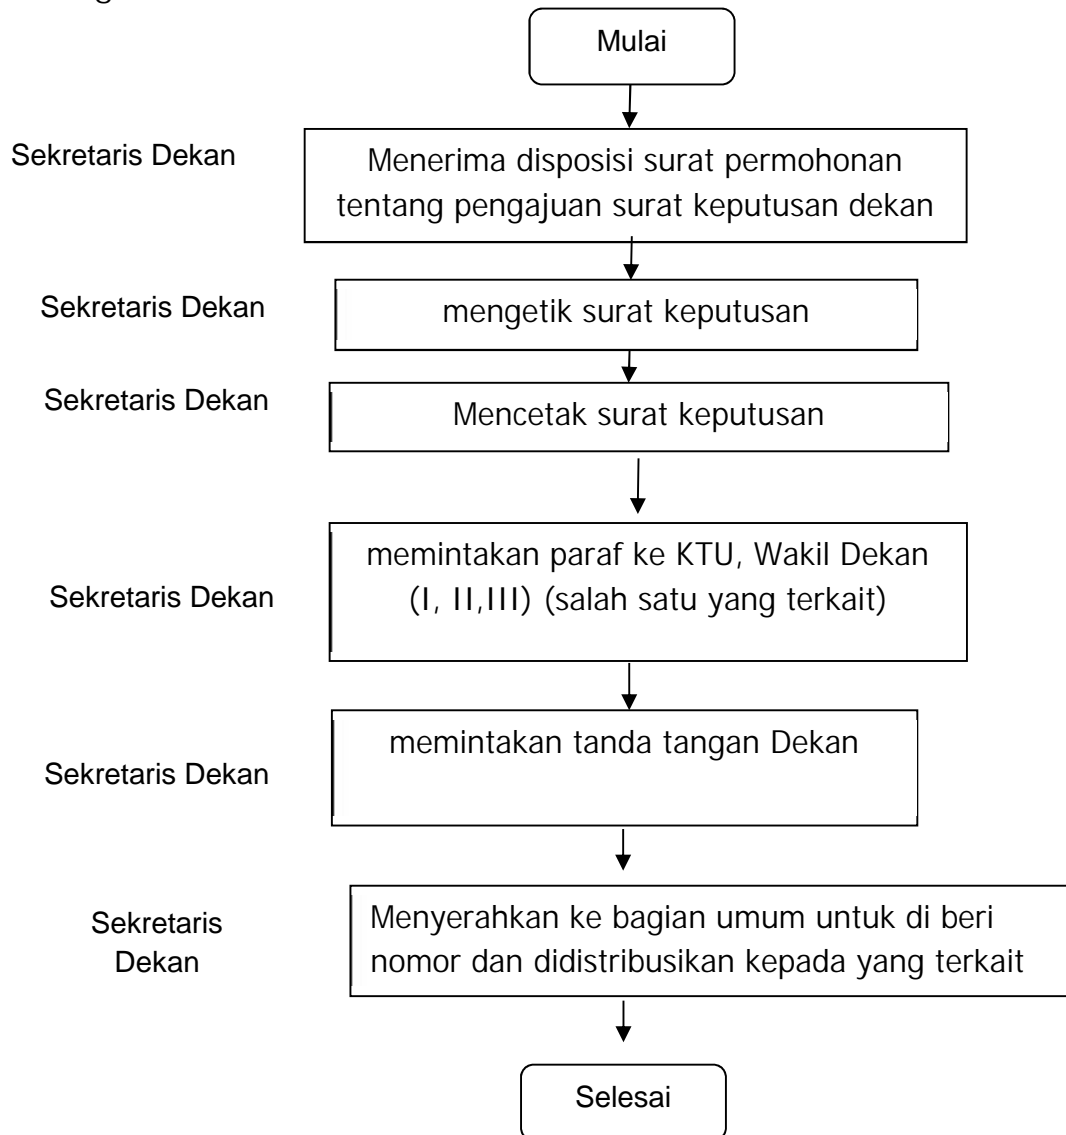 Mulai
Sekretaris Dekan
Menerima disposisi surat permohonan
tentang pengajuan surat keputusan dekan
Sekretaris Dekan
mengetik surat keputusan
Sekretaris Dekan
Mencetak surat keputusan
memintakan paraf ke KTU, Wakil Dekan
(I, II,III) (salah satu yang terkait)
Sekretaris Dekan
memintakan tanda tangan Dekan
Sekretaris Dekan
Sekretaris
Dekan
Menyerahkan ke bagian umum untuk di beri
nomor dan didistribusikan kepada yang terkait
Selesai